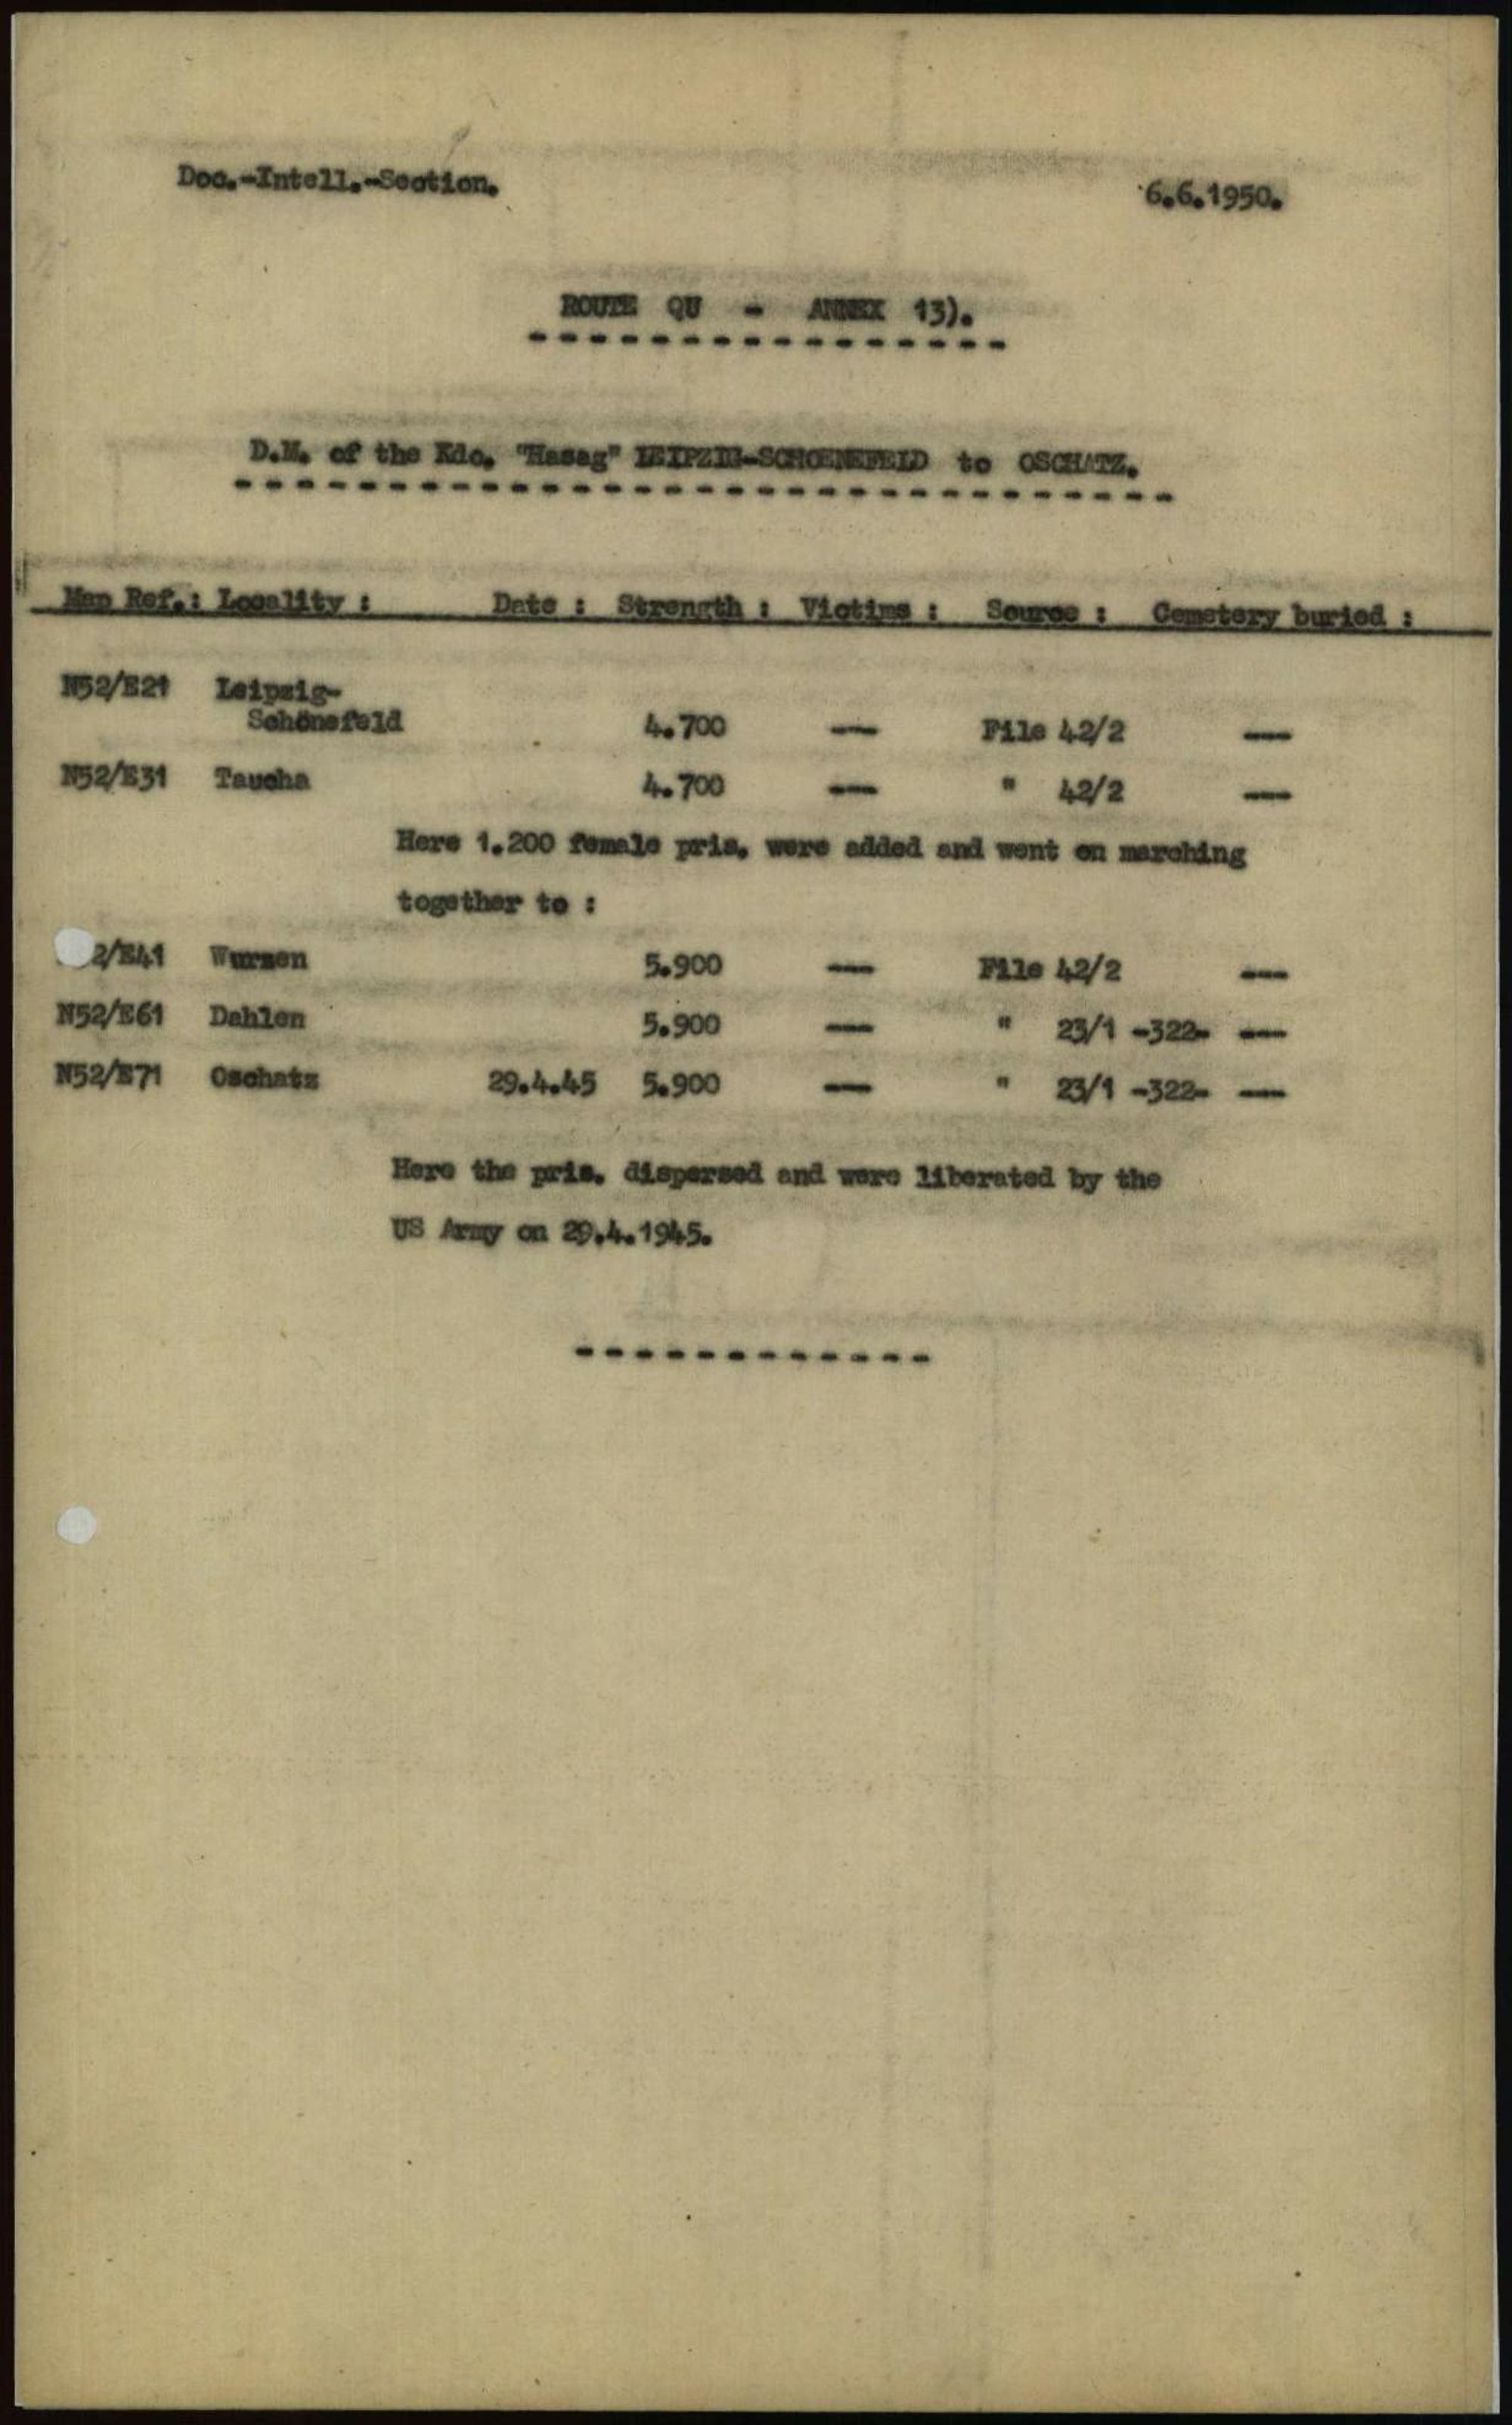 Doc.-Intell.-Section.
6.6.1950.
ROUTE QU - ANNEX 13).
D.M. of the Kdo. "Hasag" LEIPZIG-SCHOENEFELD to OSCHATZ.
Map Ref.: Locality : Date : Strength : Victims : Source : Cemetery buried :
N52/E21 Leipzig-
Schönefeld 4.700 — File 42/2 —
N52/E31 Taucha 4.700 — " 42/2 —
Here 1.200 female pris. were added and went on marching
together to :
2/E41 Wurzen 5.900 — File 42/2 —
N52/E61 Dahlen 5.900 — " 23/1 -322- —
N52/E71 Oschatz 29.4.45 5.900 — " 23/1 -322- —
Here the pris. dispersed and were liberated by the
US Army on 29.4.1945.